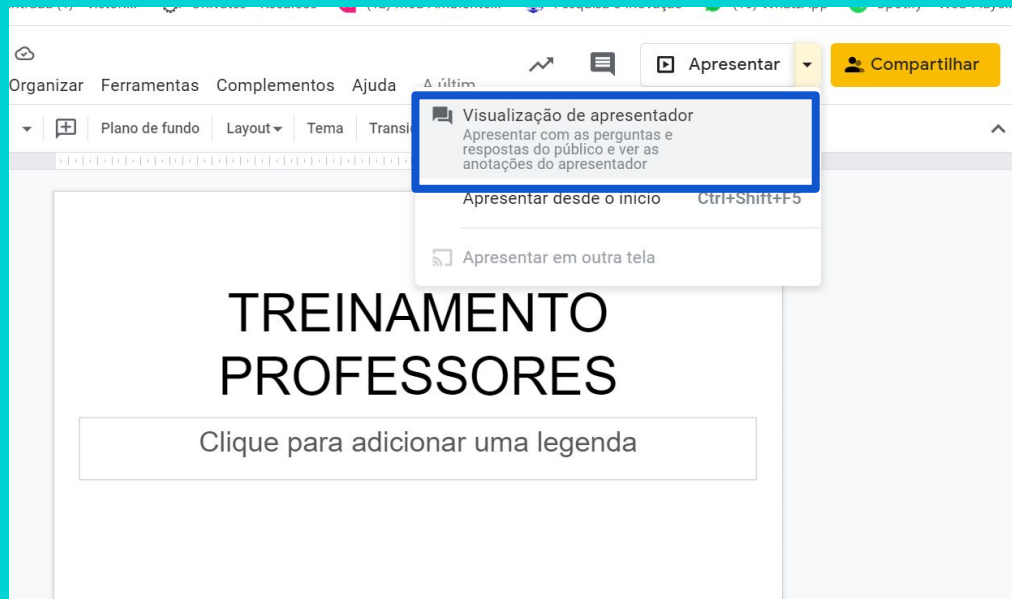 Organizar Ferramentas Complementos Ajuda A últim
Apresentar
Compartilhar
Plano de fundo Layout Tema Transi
Visualização de apresentador
Apresentar com as perguntas e
respostas do público e ver as
anotações do apresentador
Apresentar desde o início Ctrl+Shift+F5
Apresentar em outra tela
TREINAMENTO
PROFESSORES
Clique para adicionar uma legenda